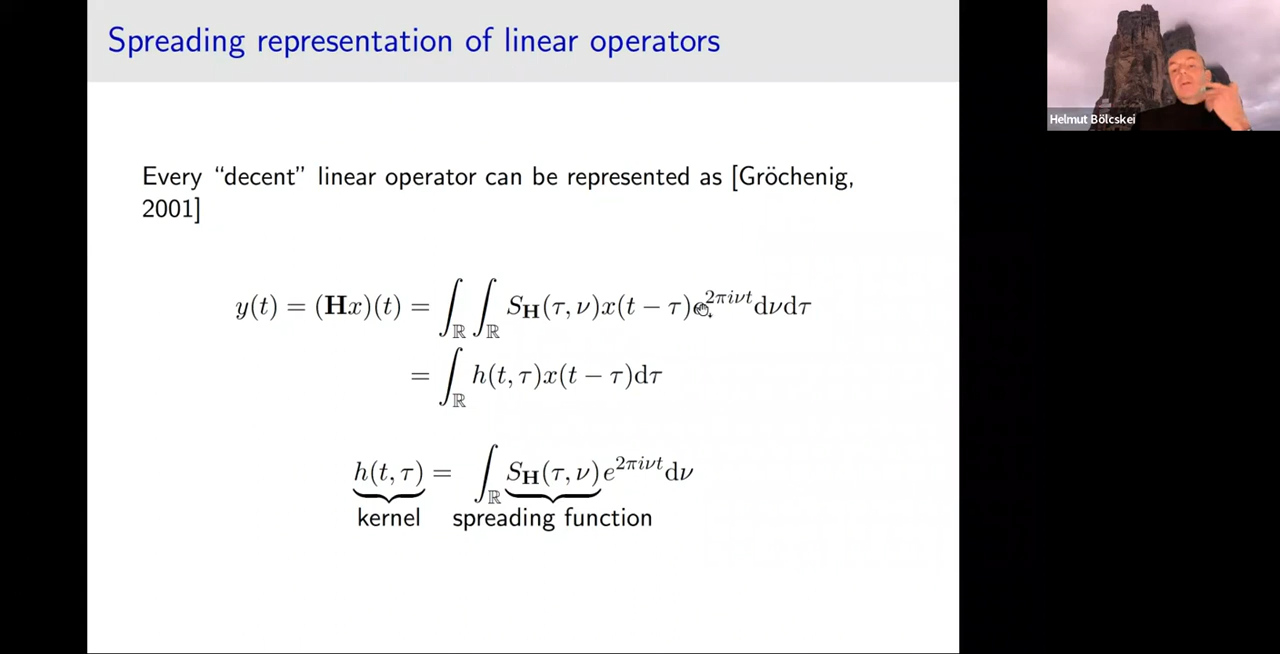 Spreading representation of linear operators
Helmut Bölcskei
Every “decent” linear operator can be represented as [Gröchenig,
2001]
y(t) = (𝐇x)(t) = ∫_ℝ ∫_ℝ S_𝐇(τ, ν)x(t − τ)e^{2πiνt}dνdτ
= ∫_ℝ h(t, τ)x(t − τ)dτ
h(t, τ) = ∫_ℝ S_𝐇(τ, ν)e^{2πiνt}dν
kernel spreading function